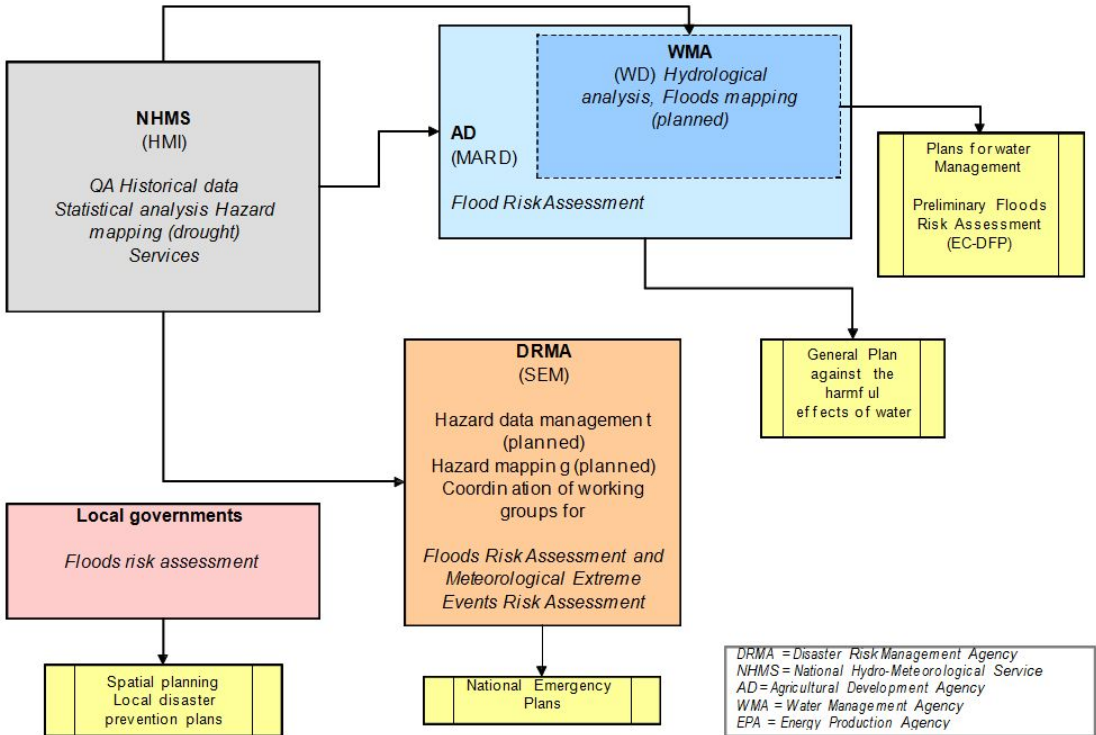 NHMS
(HMI)
QA Historical data
Statistical analysis Hazard
mapping (drought)
Services
WMA
(WD) Hydrological
analysis, Floods mapping
(planned)
AD
(MARD)
Flood Risk Assessment
Plans for water
Management
Preliminary Floods
Risk Assessment
(EC-DFP)
General Plan
against the
harmful
effects of water
DRMA
(SEM)
Hazard data management
(planned)
Hazard mapping (planned)
Coordination of working
groups for
Floods Risk Assessment and
Meteorological Extreme
Events Risk Assessment
Local governments
Floods risk assessment
Spatial planning
Local disaster
prevention plans
National Emergency
Plans
DRMA = Disaster Risk Management Agency
NHMS = National Hydro-Meteorological Service
AD = Agricultural Development Agency
WMA = Water Management Agency
EPA = Energy Production Agency